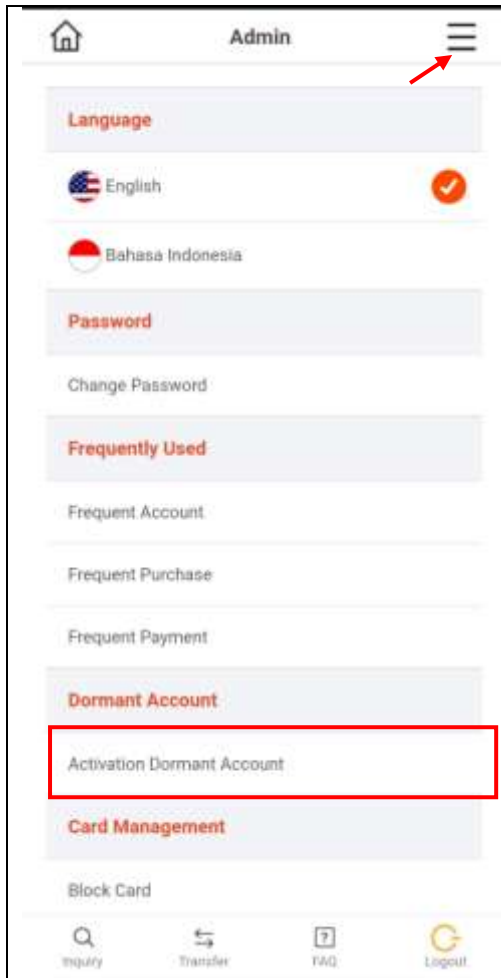 Admin
Language
English
Bahasa Indonesia
Password
Change Password
Frequently Used
Frequent Account
Frequent Purchase
Frequent Payment
Dormant Account
Activation Dormant Account
Card Management
Block Card
Inquiry Transfer FAQ Logout